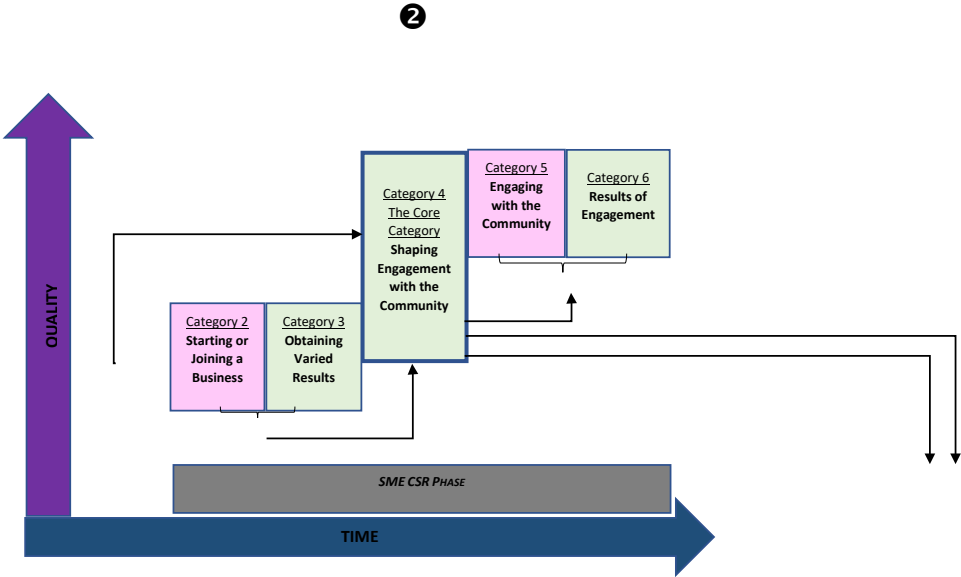 ❷
QUALITY
Category 2
Starting or
Joining a
Business
Category 3
Obtaining
Varied
Results
Category 4
The Core
Category
Shaping
Engagement
with the
Community
Category 5
Engaging
with the
Community
Category 6
Results of
Engagement
SME CSR PHASE
TIME